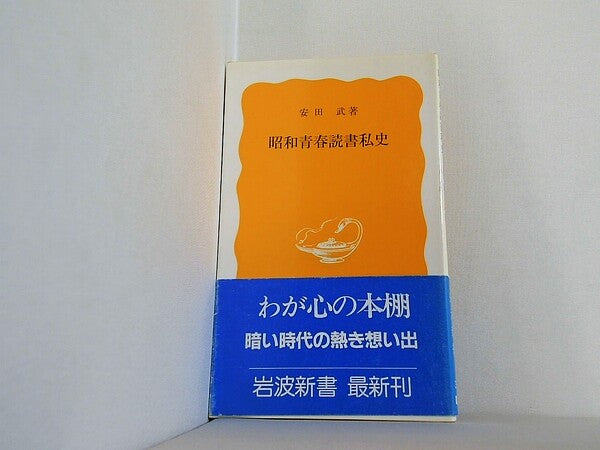 安田 武著
昭和青春読書私史
わが心の本棚
暗い時代の熱き想い出
岩波新書 最新刊